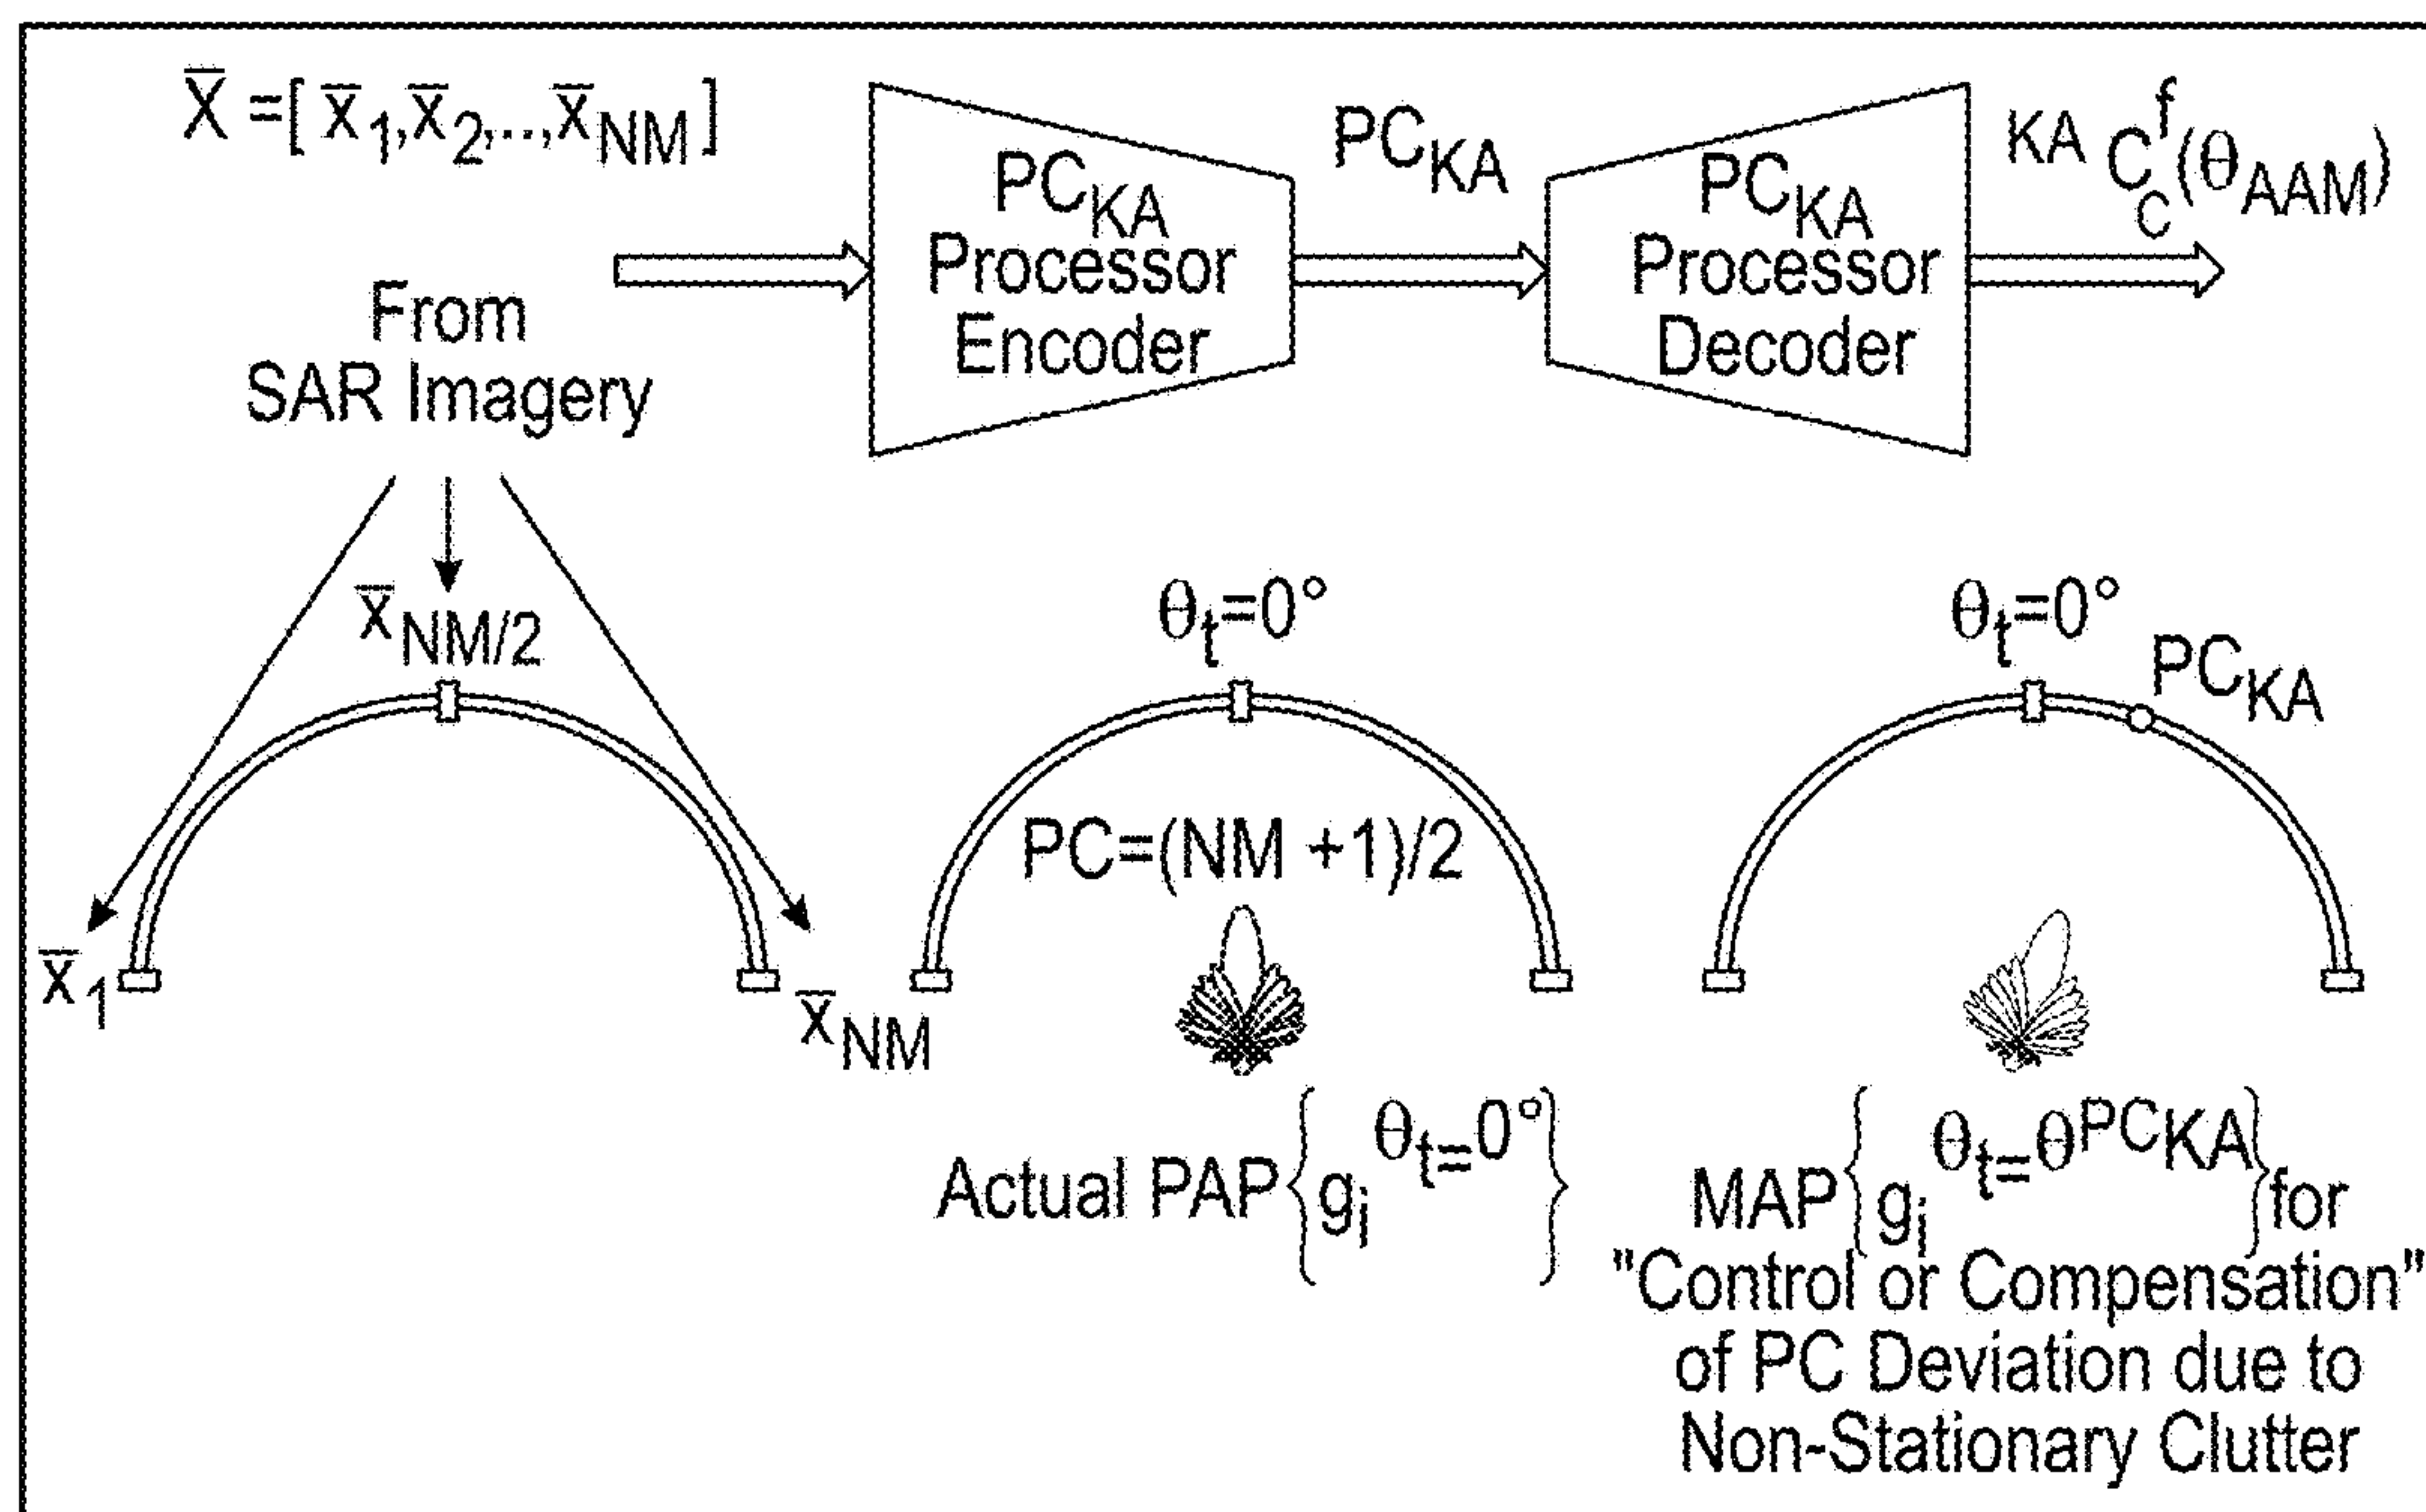 X̅ =[ x̅1,x̅2,..,x̅NM ]
From
SAR Imagery
PCKA
Processor
Encoder
PCKA
PCKA
Processor
Decoder
KA CCf(θAAM)
x̅NM/2
x̅1
x̅NM
θt=0°
PC=(NM +1)/2
Actual PAP{giθt=0°}
θt=0°
PCKA
MAP{giθt=θPCKA}for
"Control or Compensation"
of PC Deviation due to
Non-Stationary Clutter